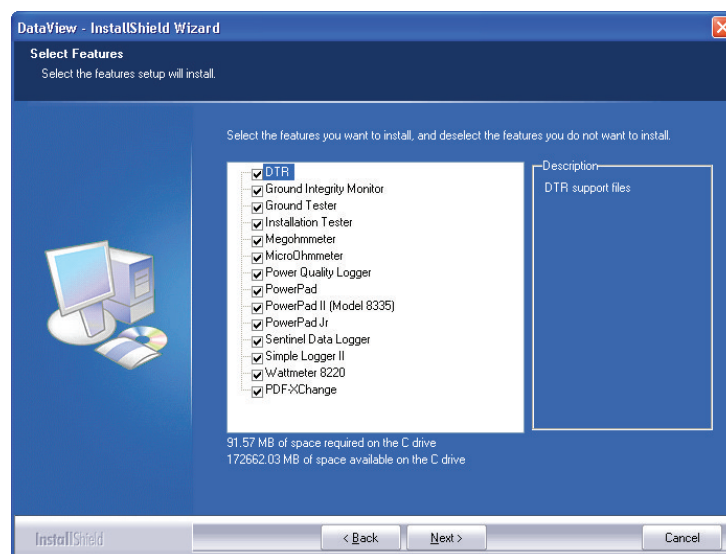 DataView - InstallShield Wizard
Select Features
Select the features setup will install.
Select the features you want to install, and deselect the features you do not want to install.
DTR
Ground Integrity Monitor
Ground Tester
Installation Tester
Megohmmeter
MicroOhmmeter
Power Quality Logger
PowerPad
PowerPad II (Model 8335)
PowerPad Jr
Sentinel Data Logger
Simple Logger II
Wattmeter 8220
PDF-XChange
Description
DTR support files
91.57 MB of space required on the C drive
172662.03 MB of space available on the C drive
InstallShield
< Back
Next >
Cancel